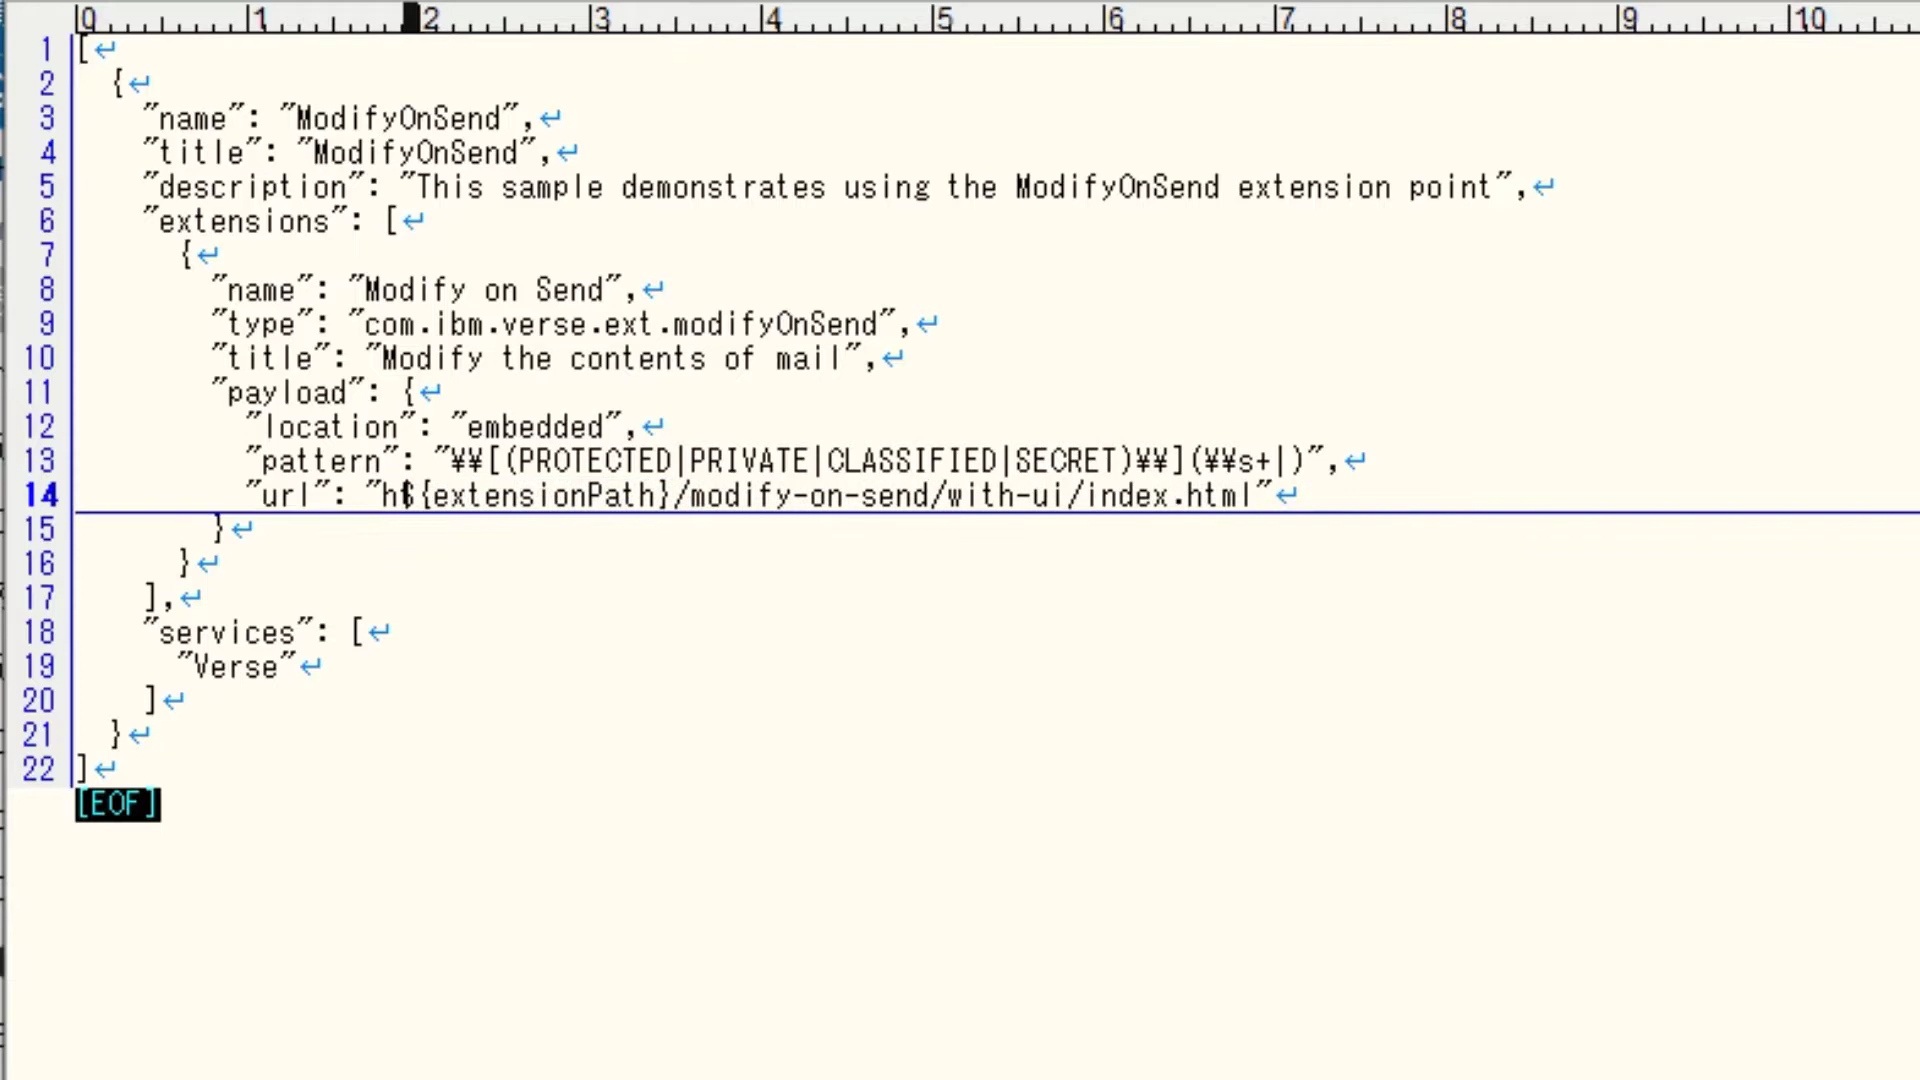 0 1 2 3 4 5 6 7 8 9 10
1 [
2 {
3 "name": "ModifyOnSend",
4 "title": "ModifyOnSend",
5 "description": "This sample demonstrates using the ModifyOnSend extension point",
6 "extensions": [
7 {
8 "name": "Modify on Send",
9 "type": "com.ibm.verse.ext.modifyOnSend",
10 "title": "Modify the contents of mail",
11 "payload": {
12 "location": "embedded",
13 "pattern": "¥¥[(PROTECTED|PRIVATE|CLASSIFIED|SECRET)¥¥](¥¥s+|)",
14 "url": "h${extensionPath}/modify-on-send/with-ui/index.html"
15 }
16 }
17 ],
18 "services": [
19 "Verse"
20 ]
21 }
22 ]
[EOF]